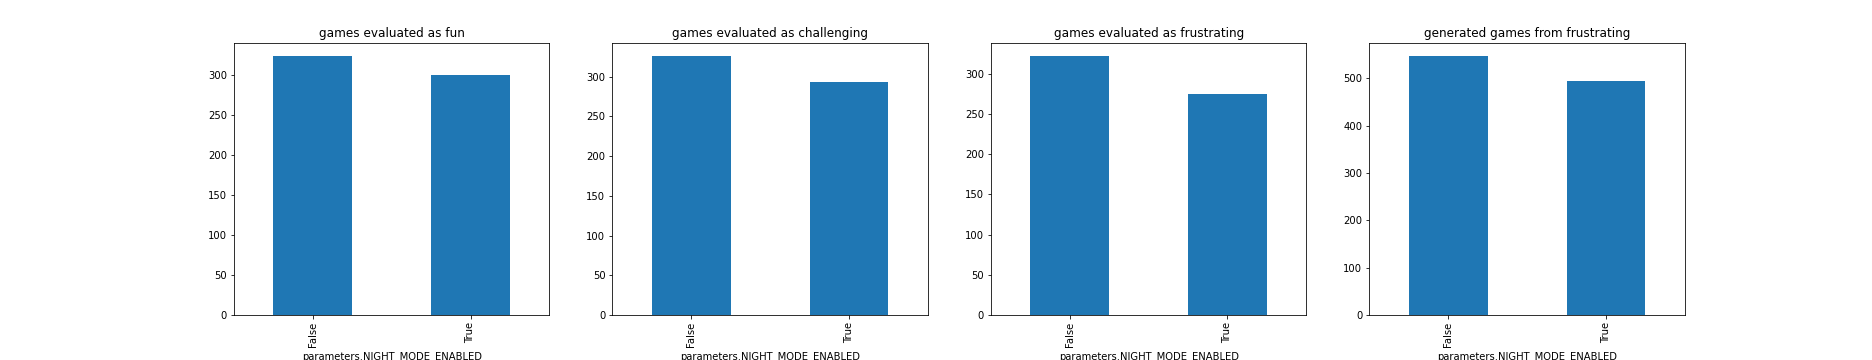 games evaluated as fun
300
250
200
150
100
50
0
False
True
parameters.NIGHT_MODE_ENABLED
games evaluated as challenging
300
250
200
150
100
50
0
False
True
parameters.NIGHT_MODE_ENABLED
games evaluated as frustrating
300
250
200
150
100
50
0
False
True
parameters.NIGHT_MODE_ENABLED
generated games from frustrating
500
400
300
200
100
0
False
True
parameters.NIGHT_MODE_ENABLED